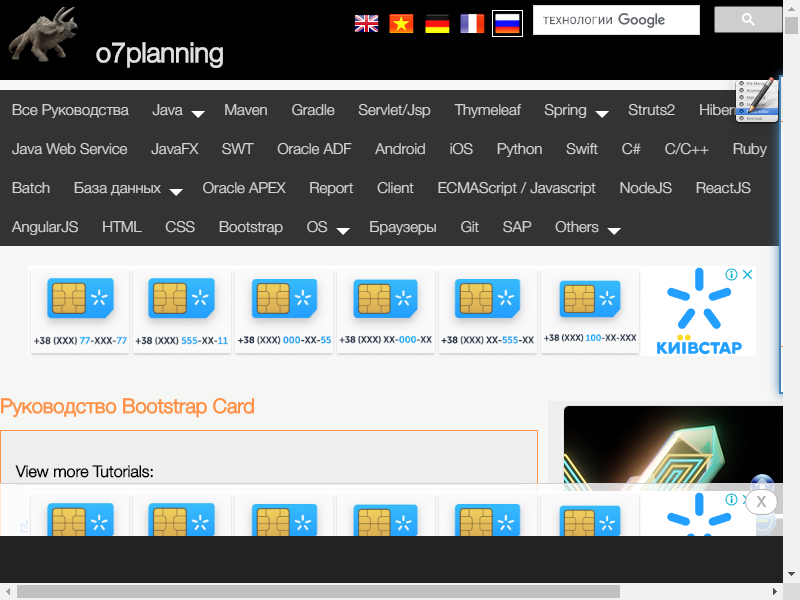 технологии Google
o7planning
Все Руководства Java Maven Gradle Servlet/Jsp Thymeleaf Spring Struts2
Java Web Service JavaFX SWT Oracle ADF Android iOS Python Swift C# C/C++ Ruby
Batch База данных Oracle APEX Report Client ECMAScript / Javascript NodeJS ReactJS
AngularJS HTML CSS Bootstrap OS Браузеры Git SAP Others
+38 (XXX) 77-XXX-77 +38 (XXX) 555-XX-11 +38 (XXX) 000-XX-55 +38 (XXX) XX-000-XX +38 (XXX) XX-555-XX +38 (XXX) 100-XX-XXX
КИЇВСТАР
Руководство Bootstrap Card
View more Tutorials:
X